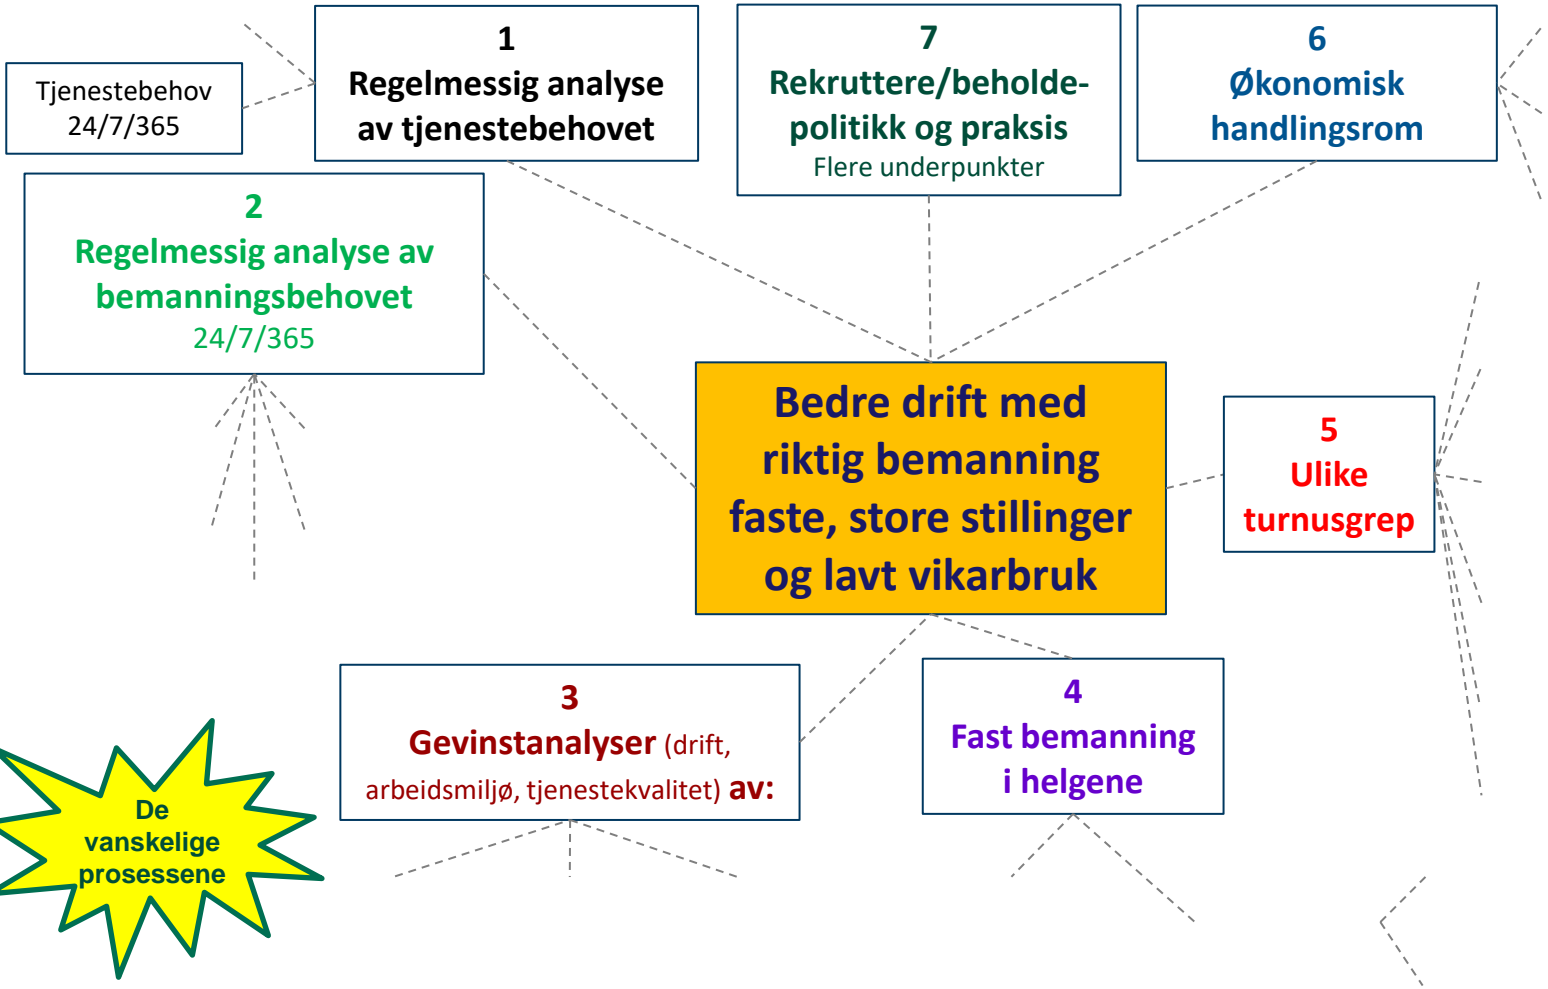 Tjenestebehov
24/7/365
1
Regelmessig analyse
av tjenestebehovet
7
Rekruttere/beholde-
politikk og praksis
Flere underpunkter
6
Økonomisk
handlingsrom
2
Regelmessig analyse av
bemanningsbehovet
24/7/365
Bedre drift med
riktig bemanning
faste, store stillinger
og lavt vikarbruk
5
Ulike
turnusgrep
3
Gevinstanalyser (drift,
arbeidsmiljø, tjenestekvalitet) av:
4
Fast bemanning
i helgene
De
vanskelige
prosessene